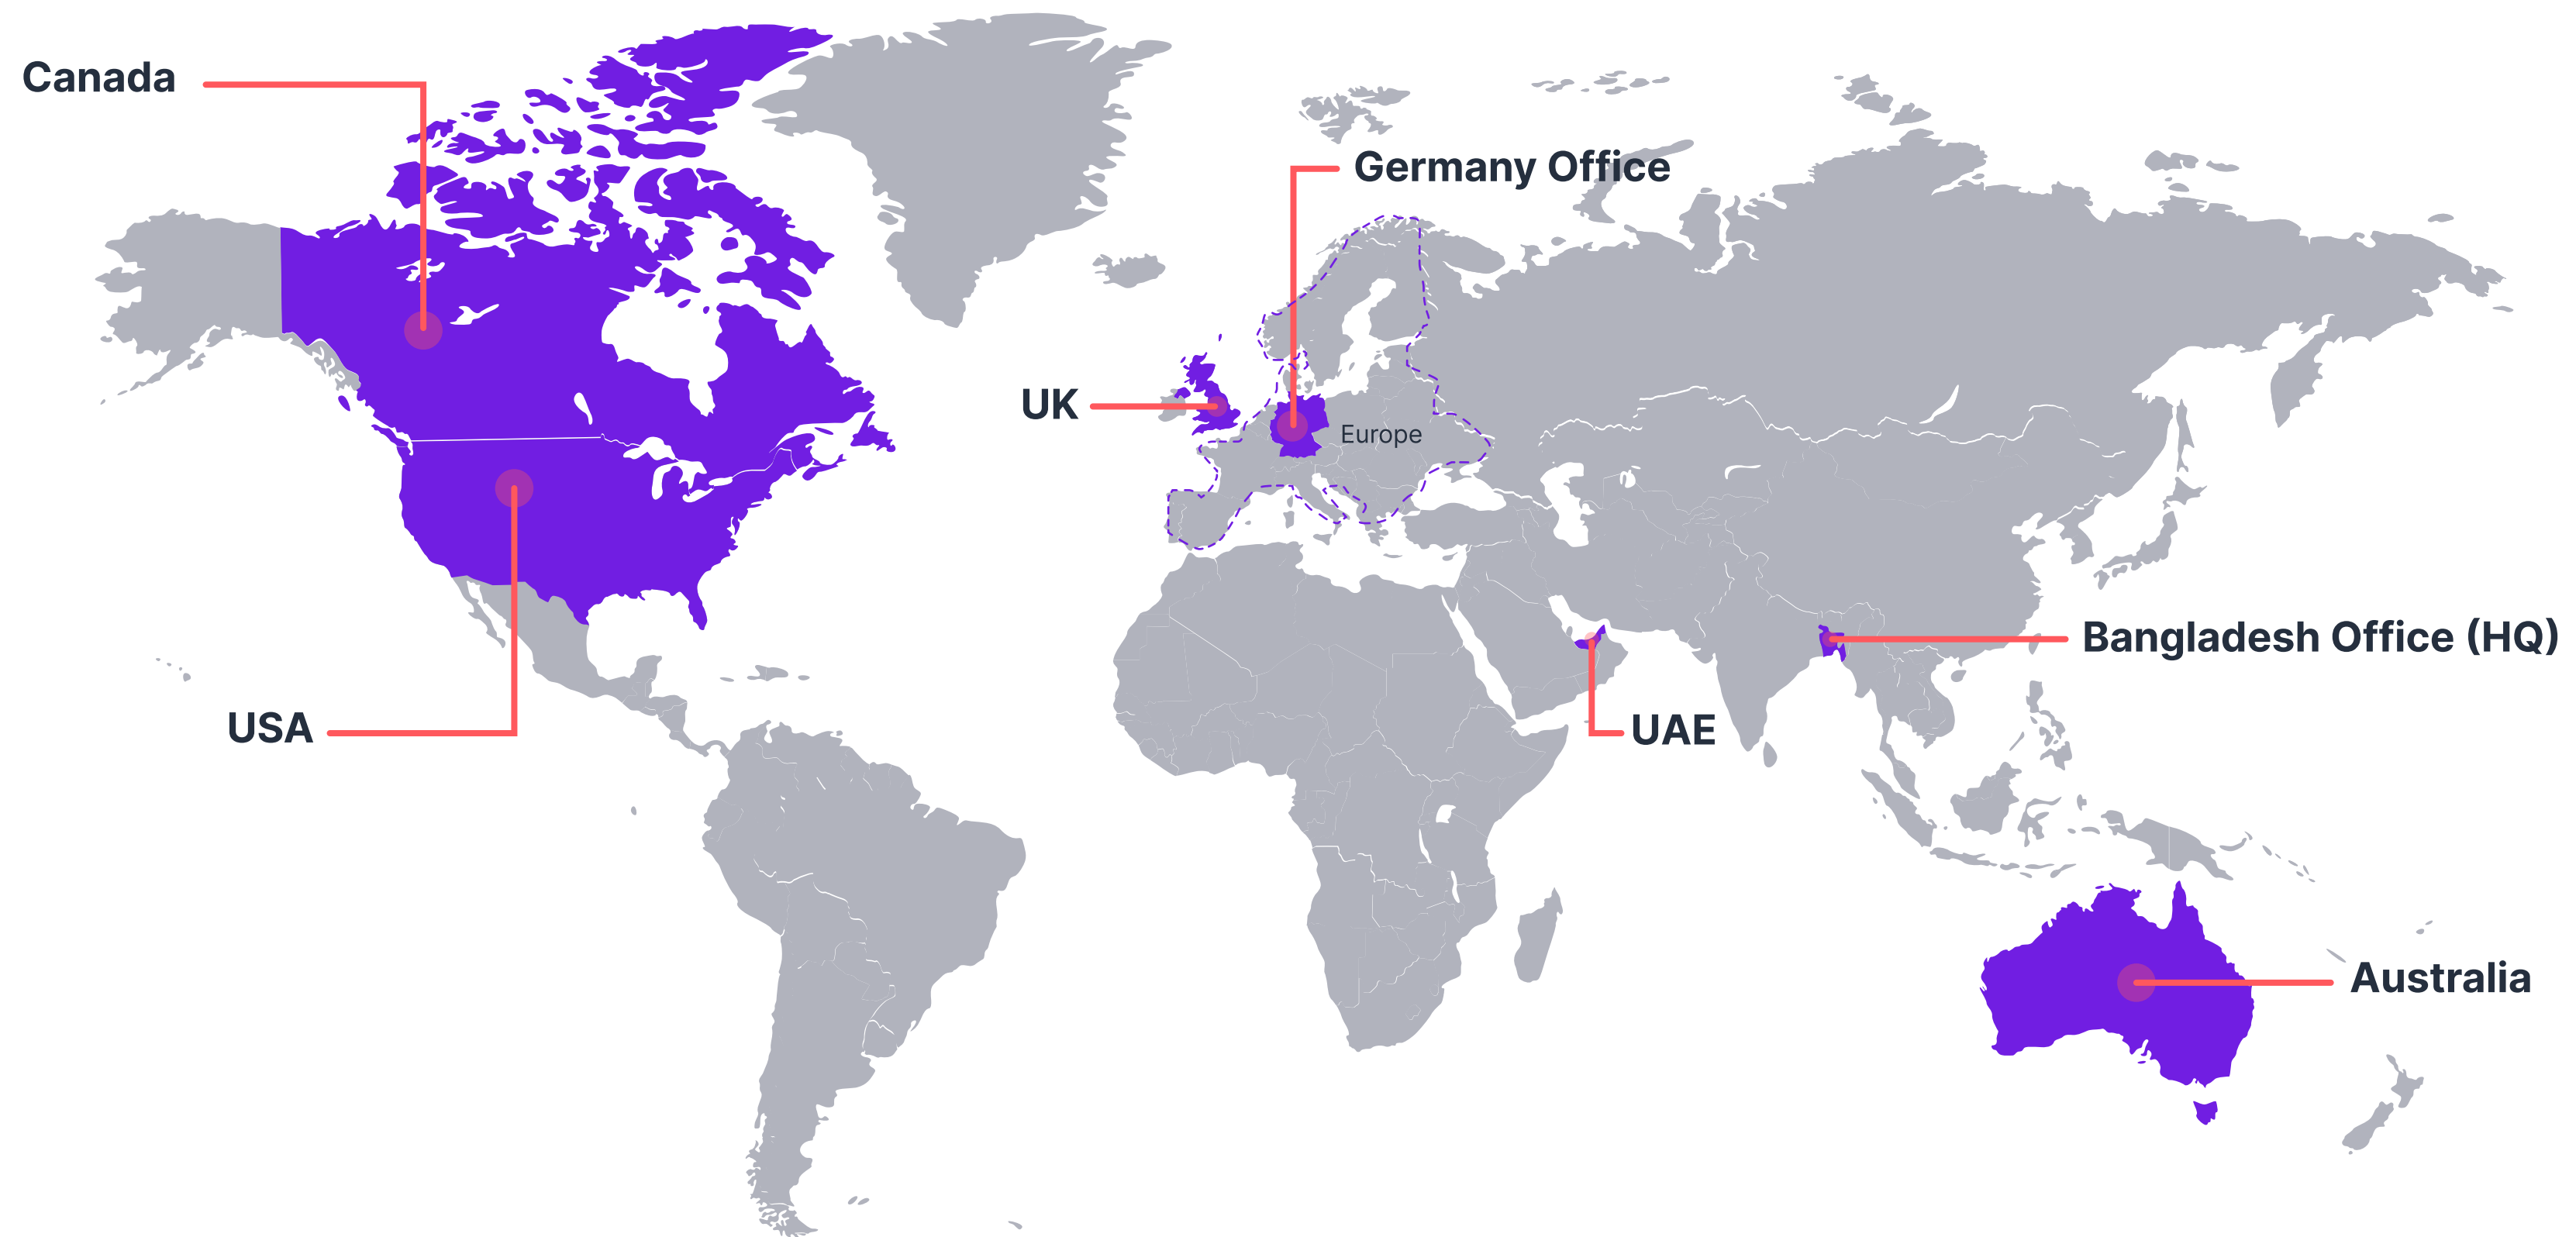 Canada
Germany Office
UK
Europe
Bangladesh Office (HQ)
USA
UAE
Australia